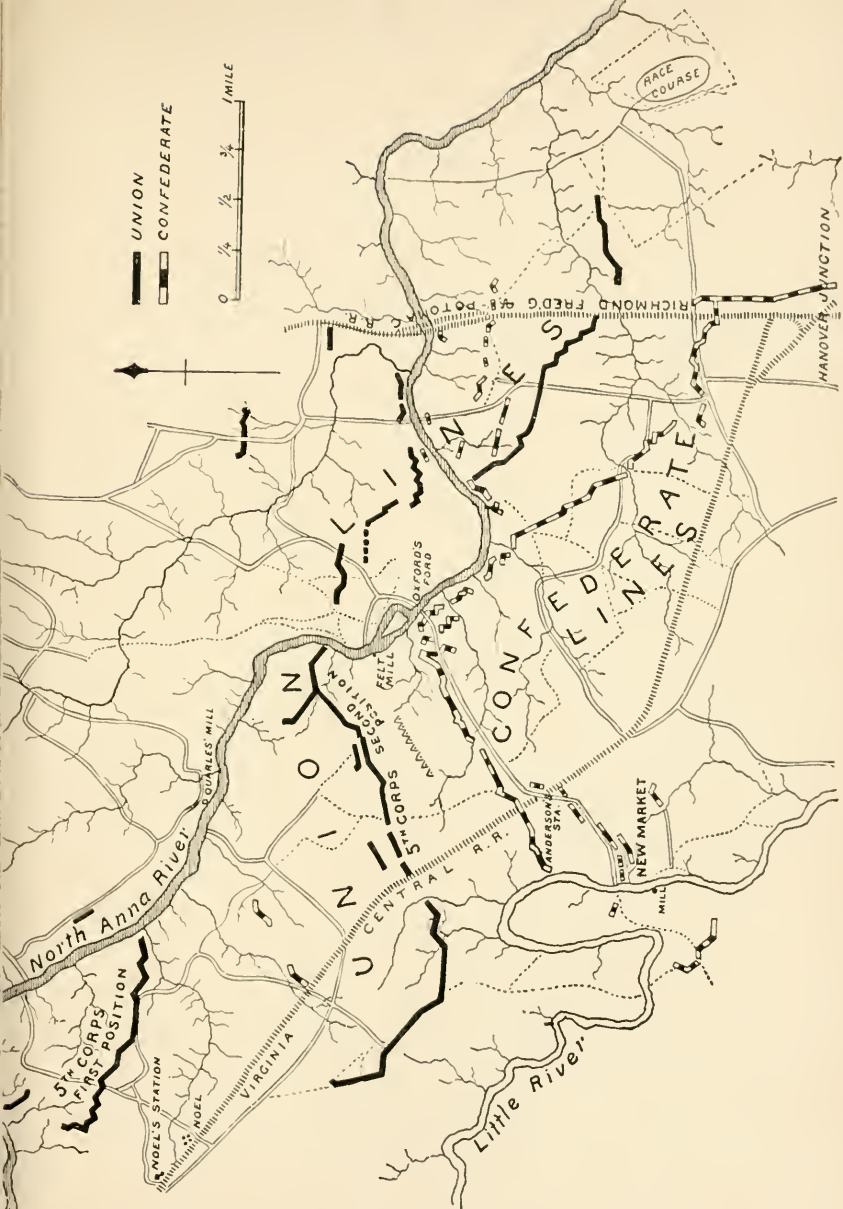 UNION
CONFEDERATE
0 1/4 1/2 3/4 1 MILE
RACE
COURSE
RICHMOND FRED'G & POTOMAC R.R.
HANOVER JUNCTION
UNION LINES
CONFEDERATE
LINES
OXFORD'S
FORD
FELT
MILL
QUARLES' MILL
North Anna River
5TH CORPS SECOND
POSITION
5TH CORPS
FIRST POSITION
NOEL'S STATION
NOEL
VIRGINIA CENTRAL R.R.
ANDERSON'S
STA.
NEW MARKET
MILL
Little River